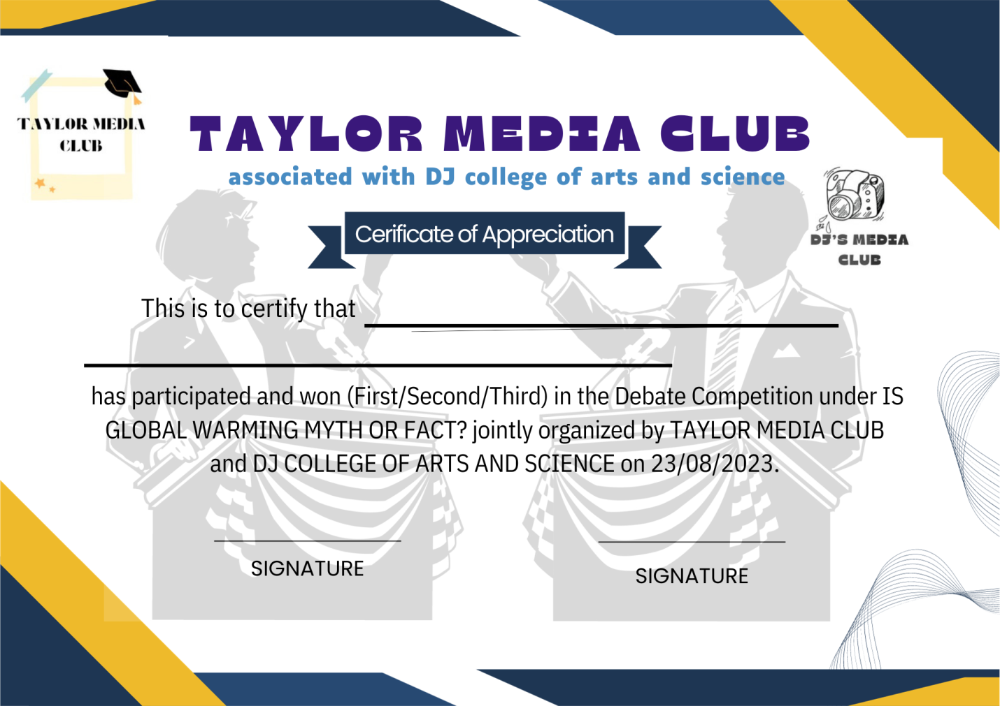 TAYLOR MEDIA
CLUB
TAYLOR MEDIA CLUB
associated with DJ college of arts and science
DJ'S MEDIA
CLUB
Cerificate of Appreciation
This is to certify that
has participated and won (First/Second/Third) in the Debate Competition under IS
GLOBAL WARMING MYTH OR FACT? jointly organized by TAYLOR MEDIA CLUB
and DJ COLLEGE OF ARTS AND SCIENCE on 23/08/2023.
SIGNATURE
SIGNATURE